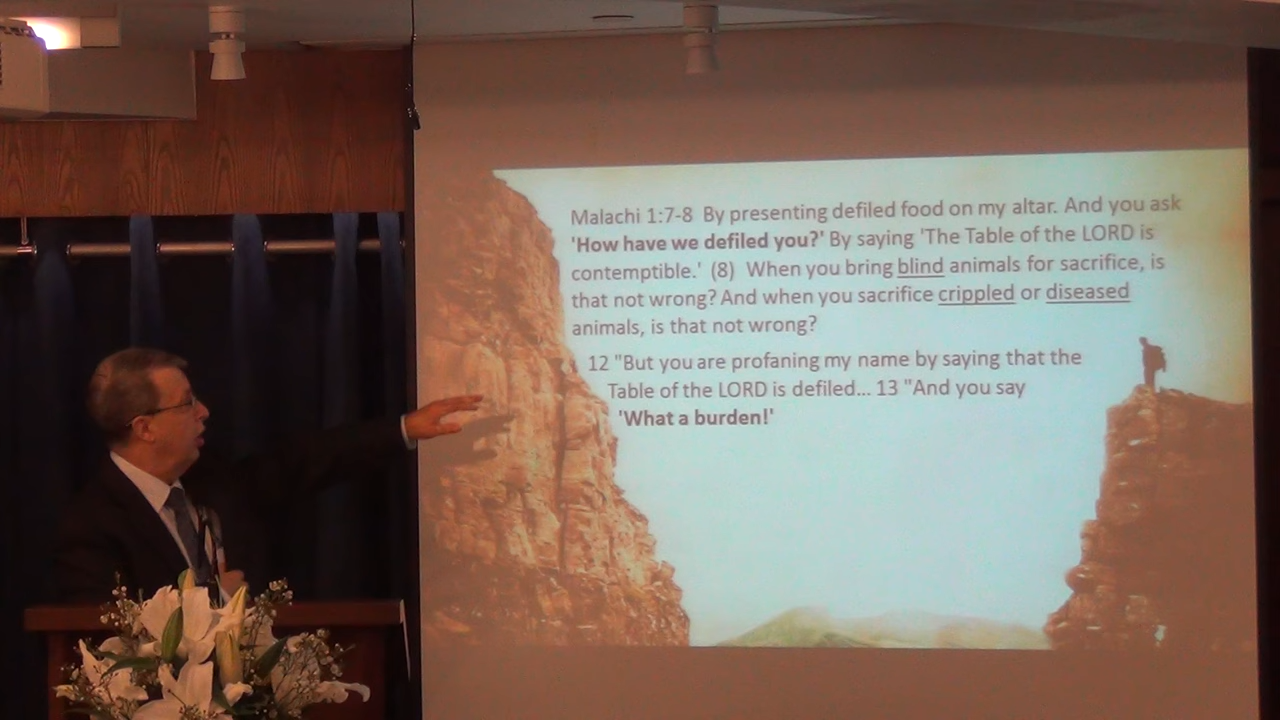 Malachi 1:7-8 By presenting defiled food on my altar. And you ask
'How have we defiled you?' By saying 'The Table of the LORD is
contemptible.' (8) When you bring blind animals for sacrifice, is
that not wrong? And when you sacrifice crippled or diseased
animals, is that not wrong?
12 "But you are profaning my name by saying that the
Table of the LORD is defiled... 13 "And you say
'What a burden!'